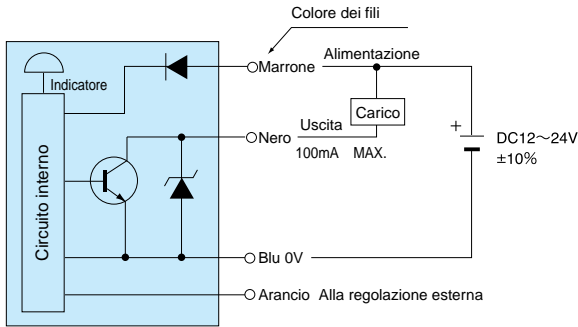 Colore dei fili
Indicatore
Marrone
Alimentazione
Carico
Nero
Uscita
100mA MAX.
+
DC12～24V
±10%
Circuito interno
Blu 0V
Arancio Alla regolazione esterna